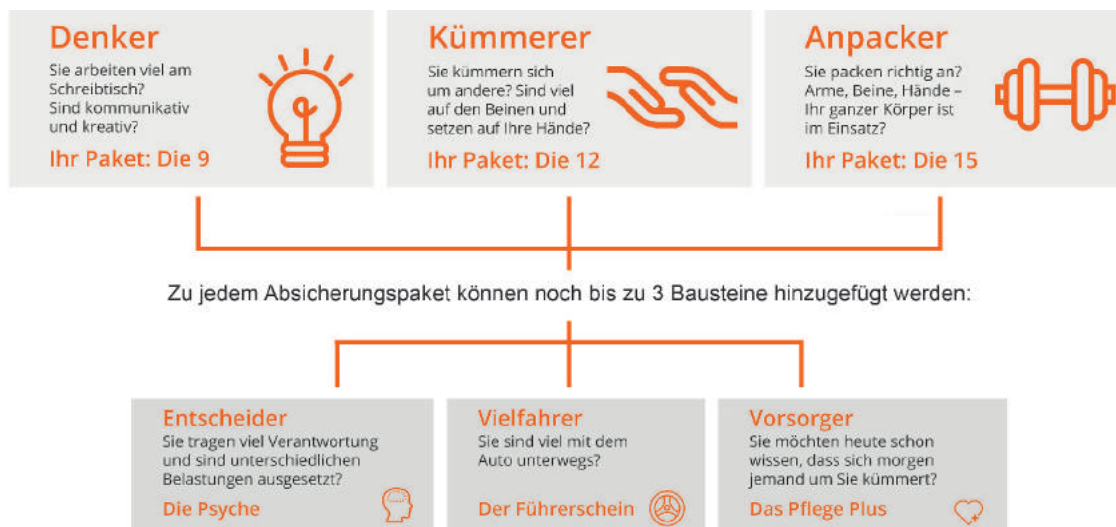 Denker
Sie arbeiten viel am
Schreibtisch?
Sind kommunikativ
und kreativ?
Ihr Paket: Die 9
Kümmerer
Sie kümmern sich
um andere? Sind viel
auf den Beinen und
setzen auf Ihre Hände?
Ihr Paket: Die 12
Anpacker
Sie packen richtig an?
Arme, Beine, Hände –
Ihr ganzer Körper ist
im Einsatz?
Ihr Paket: Die 15
Zu jedem Absicherungspaket können noch bis zu 3 Bausteine hinzugefügt werden:
Entscheider
Sie tragen viel Verantwortung
und sind unterschiedlichen
Belastungen ausgesetzt?
Die Psyche
Vielfahrer
Sie sind viel mit dem
Auto unterwegs?
Der Führerschein
Vorsorger
Sie möchten heute schon
wissen, dass sich morgen
jemand um Sie kümmert?
Das Pflege Plus